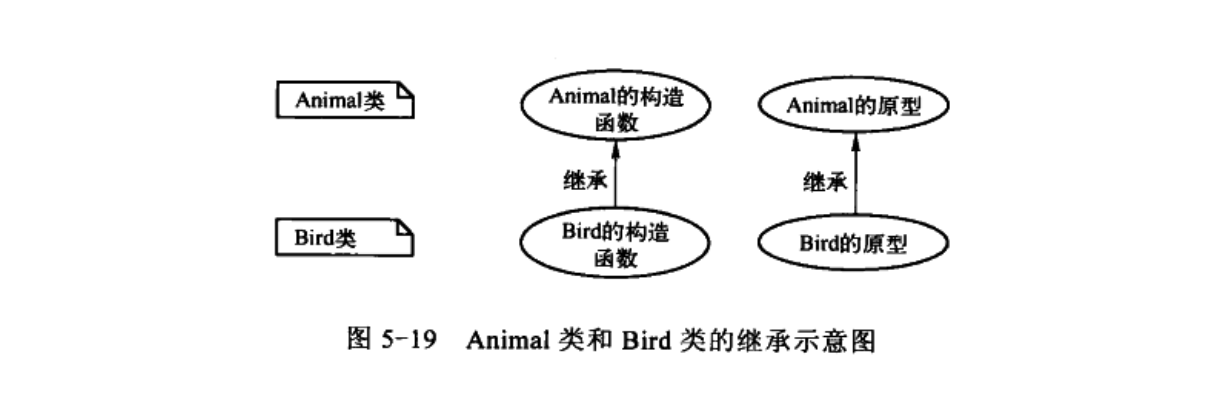 Animal类
Animal的构造
函数
Animal的原型
继承
继承
Bird类
Bird的构造
函数
Bird的原型
图 5-19 Animal 类和 Bird 类的继承示意图